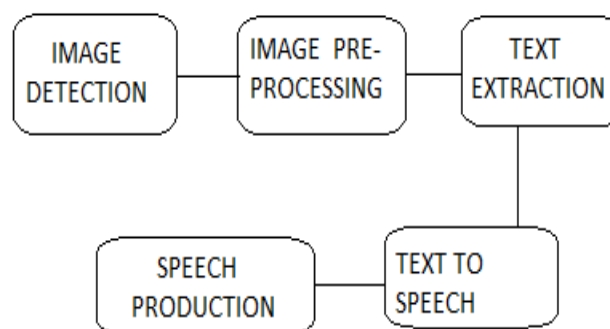 IMAGE
DETECTION
IMAGE PRE-
PROCESSING
TEXT
EXTRACTION
TEXT TO
SPEECH
SPEECH
PRODUCTION